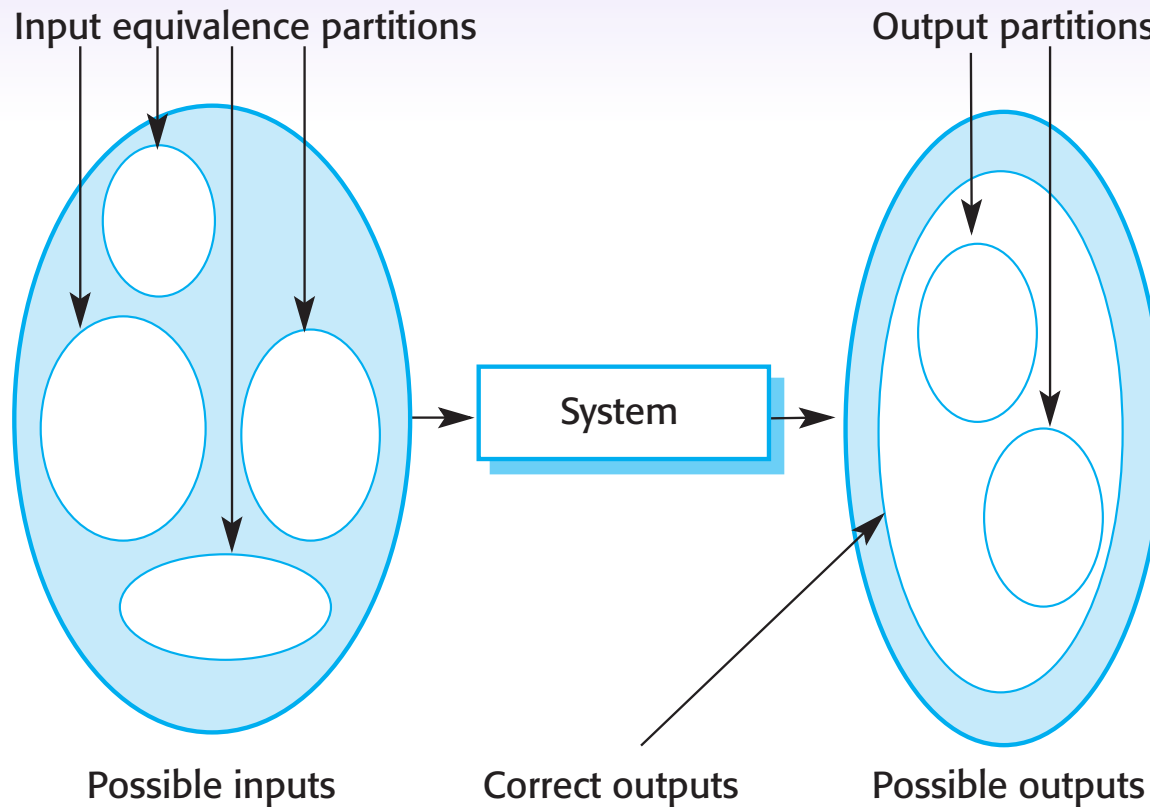 Input equivalence partitions
Output partitions
System
Possible inputs
Correct outputs
Possible outputs